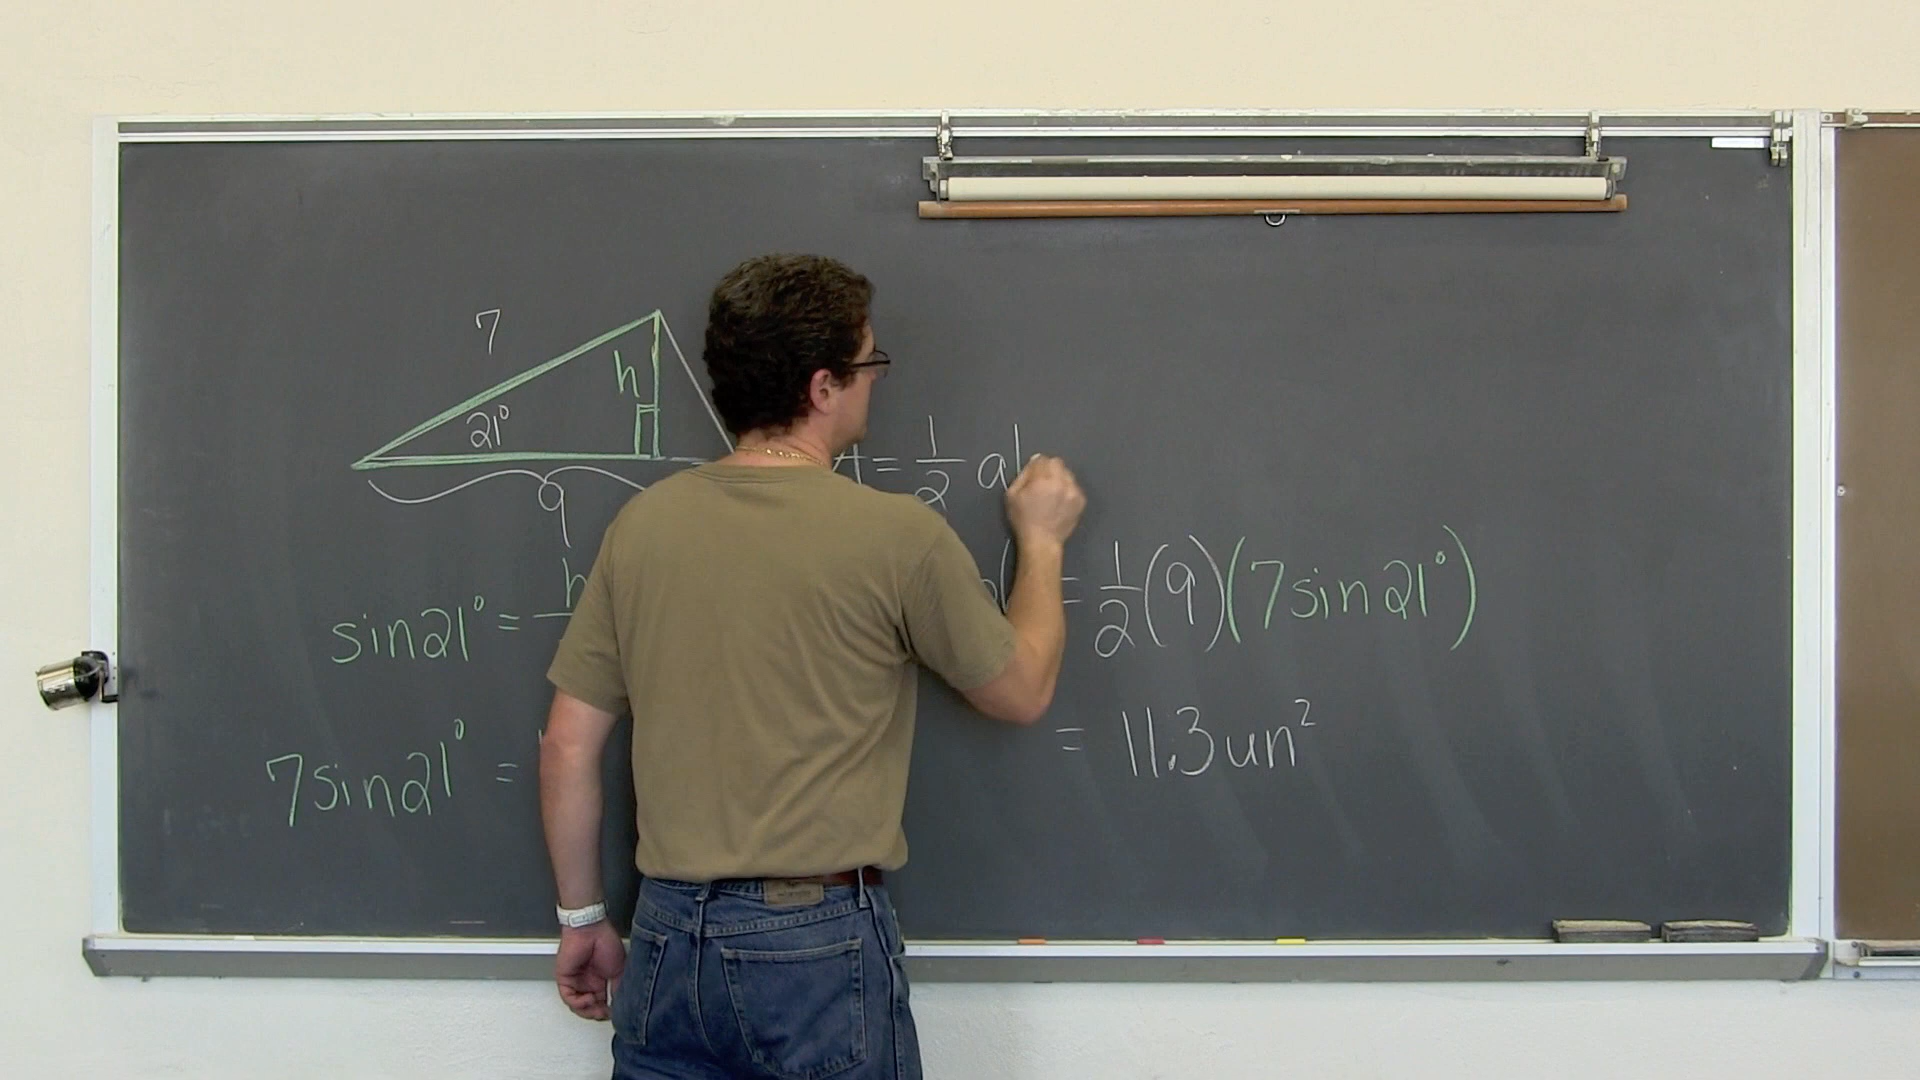 7
h
21°
9
A = 1/2 a
sin21° = h
= 1/2(9)(7sin21°)
7sin21° =
= 11.3un²